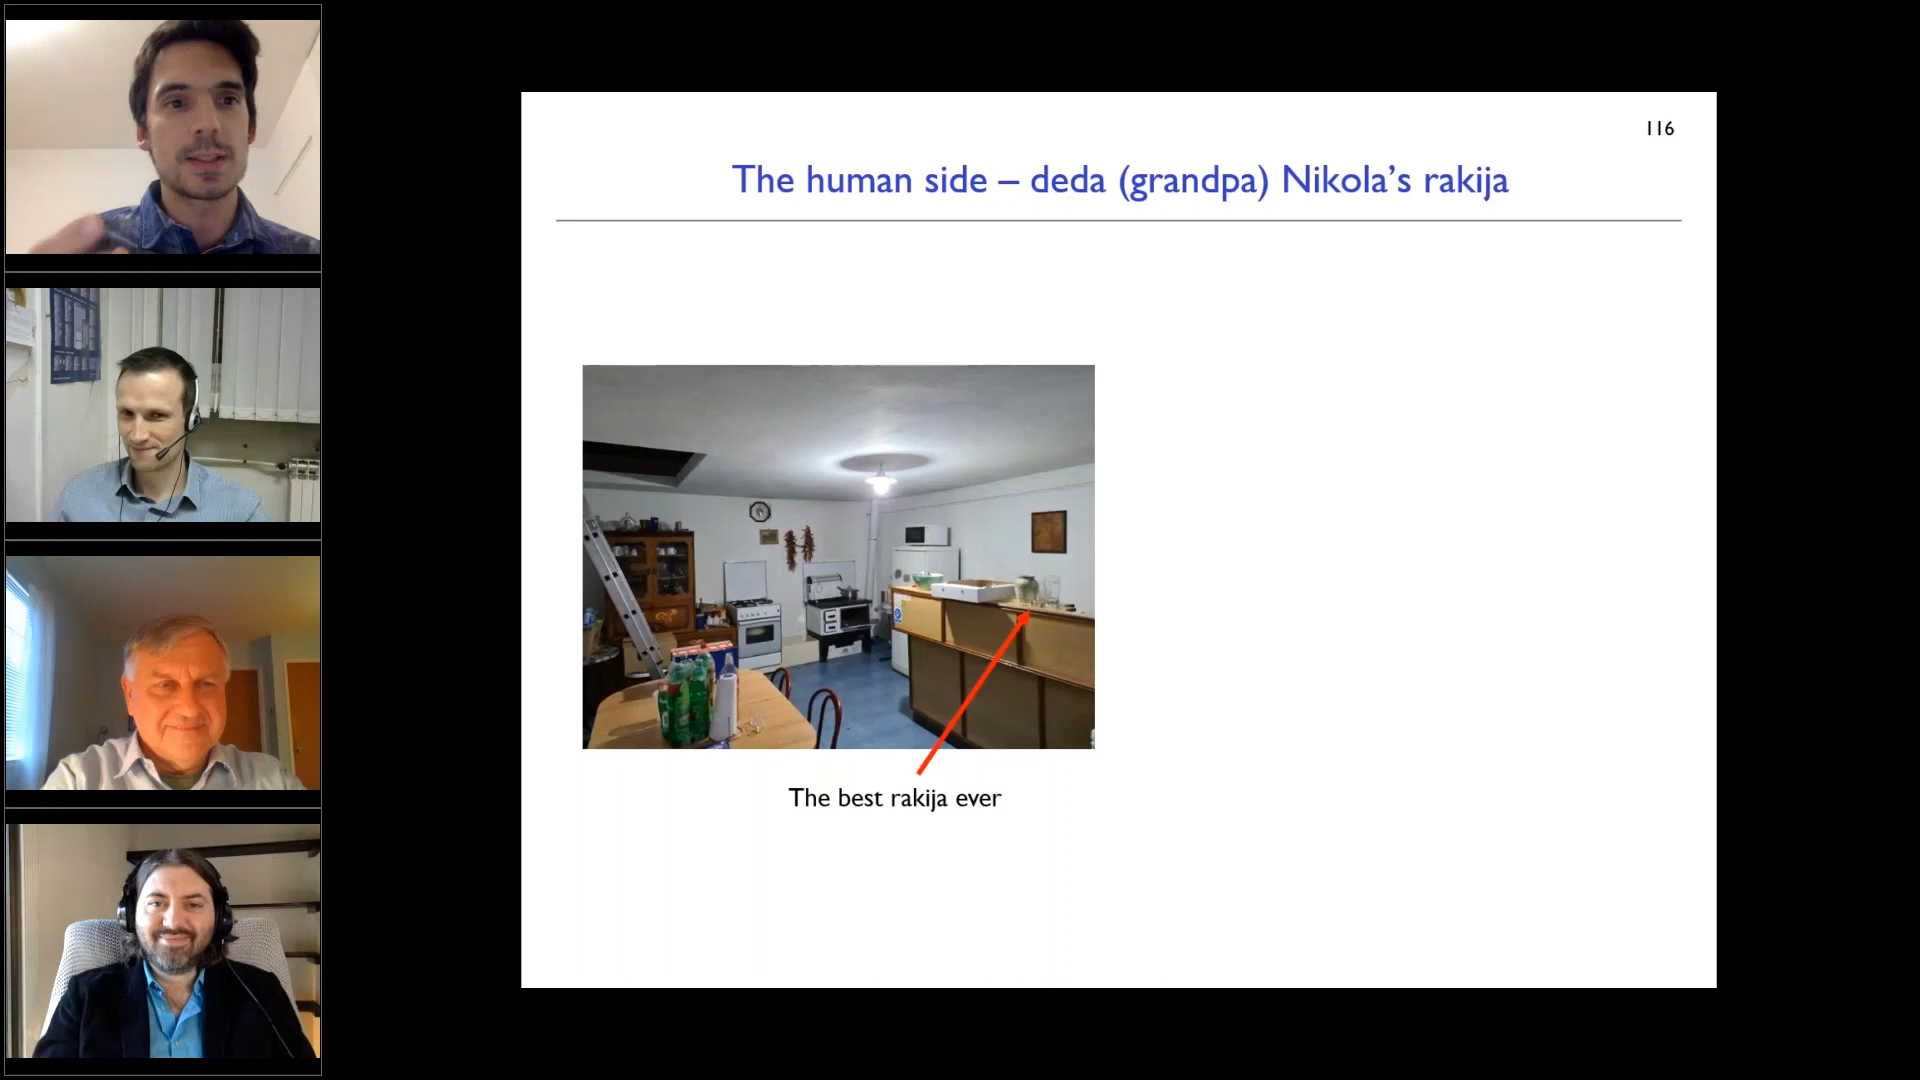 116
The human side – deda (grandpa) Nikola’s rakija
The best rakija ever